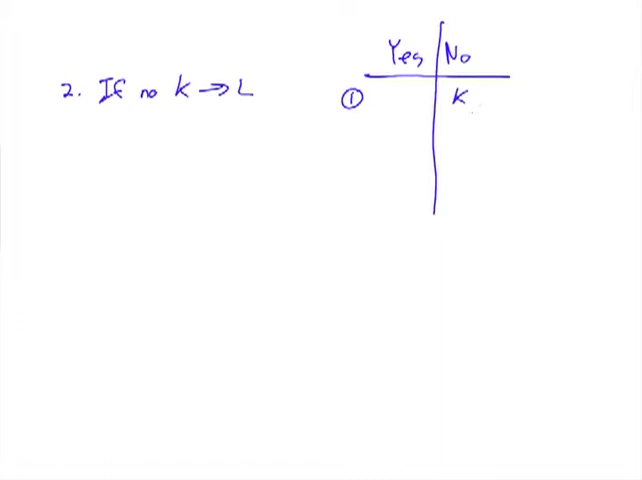 Yes No
2. If no K → L
① K